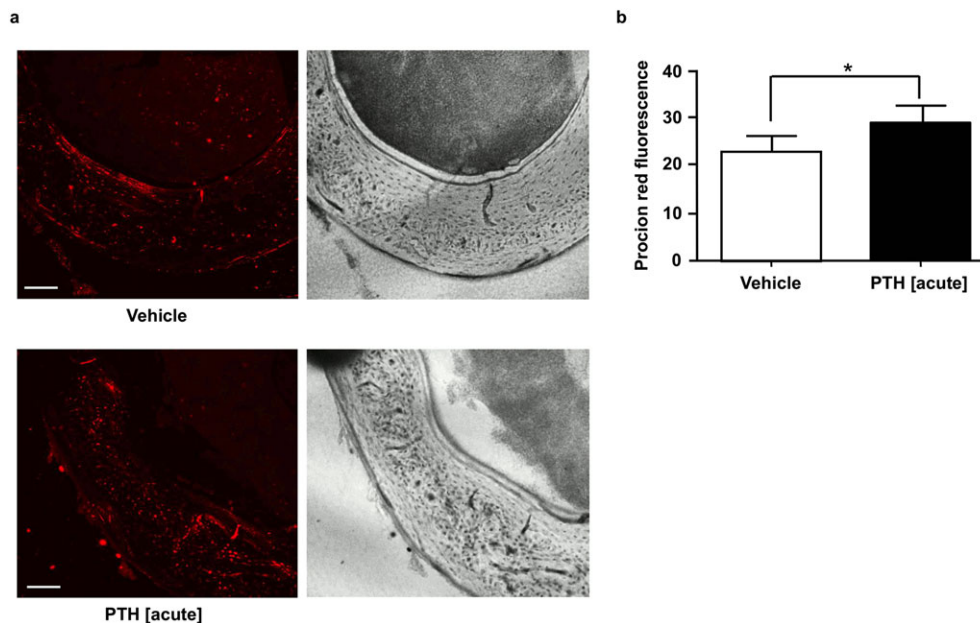 a
Vehicle
PTH [acute]
b
Procion red fluorescence
40
30
20
10
0
*
Vehicle
PTH [acute]